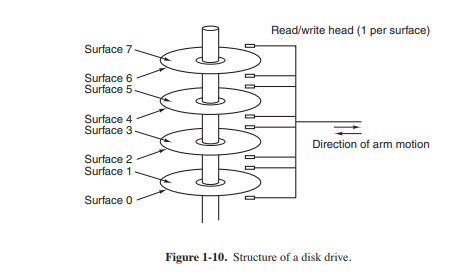 Read/write head (1 per surface)
Surface 7
Surface 6
Surface 5
Surface 4
Surface 3
Direction of arm motion
Surface 2
Surface 1
Surface 0
Figure 1-10. Structure of a disk drive.